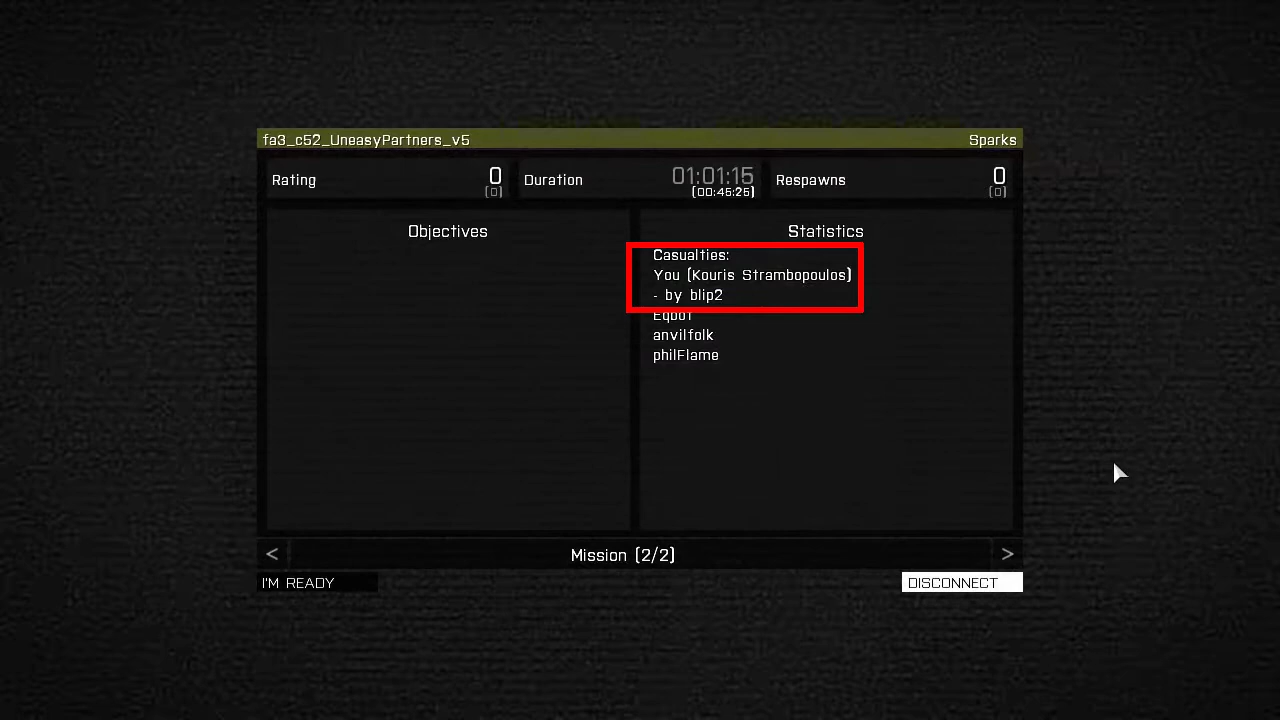 fa3_c52_UneasyPartners_v5 Sparks
Rating 0 Duration 01:01:15 Respawns 0
(0) (00:45:25) (0)
Objectives
Statistics
Casualties:
You (Kouris Strambopoulos)
- by blip2
Eqbot
anvilfolk
philFlame
< Mission (2/2) >
I'M READY DISCONNECT